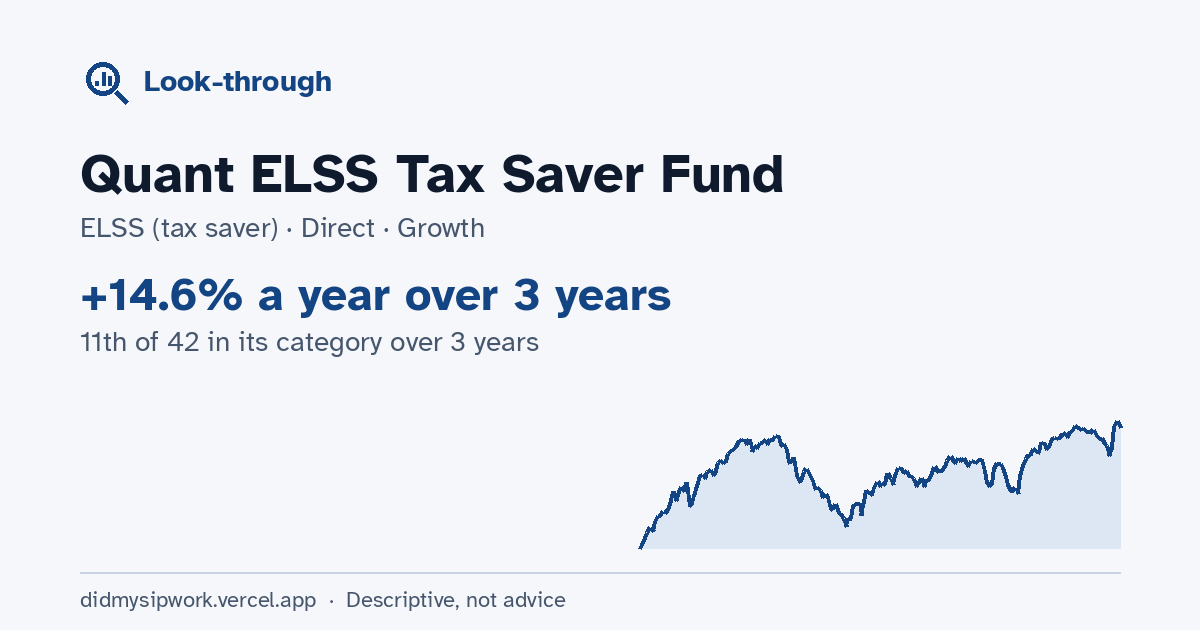 Look-through
Quant ELSS Tax Saver Fund
ELSS (tax saver) · Direct · Growth
+14.6% a year over 3 years
11th of 42 in its category over 3 years
didmysipwork.vercel.app · Descriptive, not advice